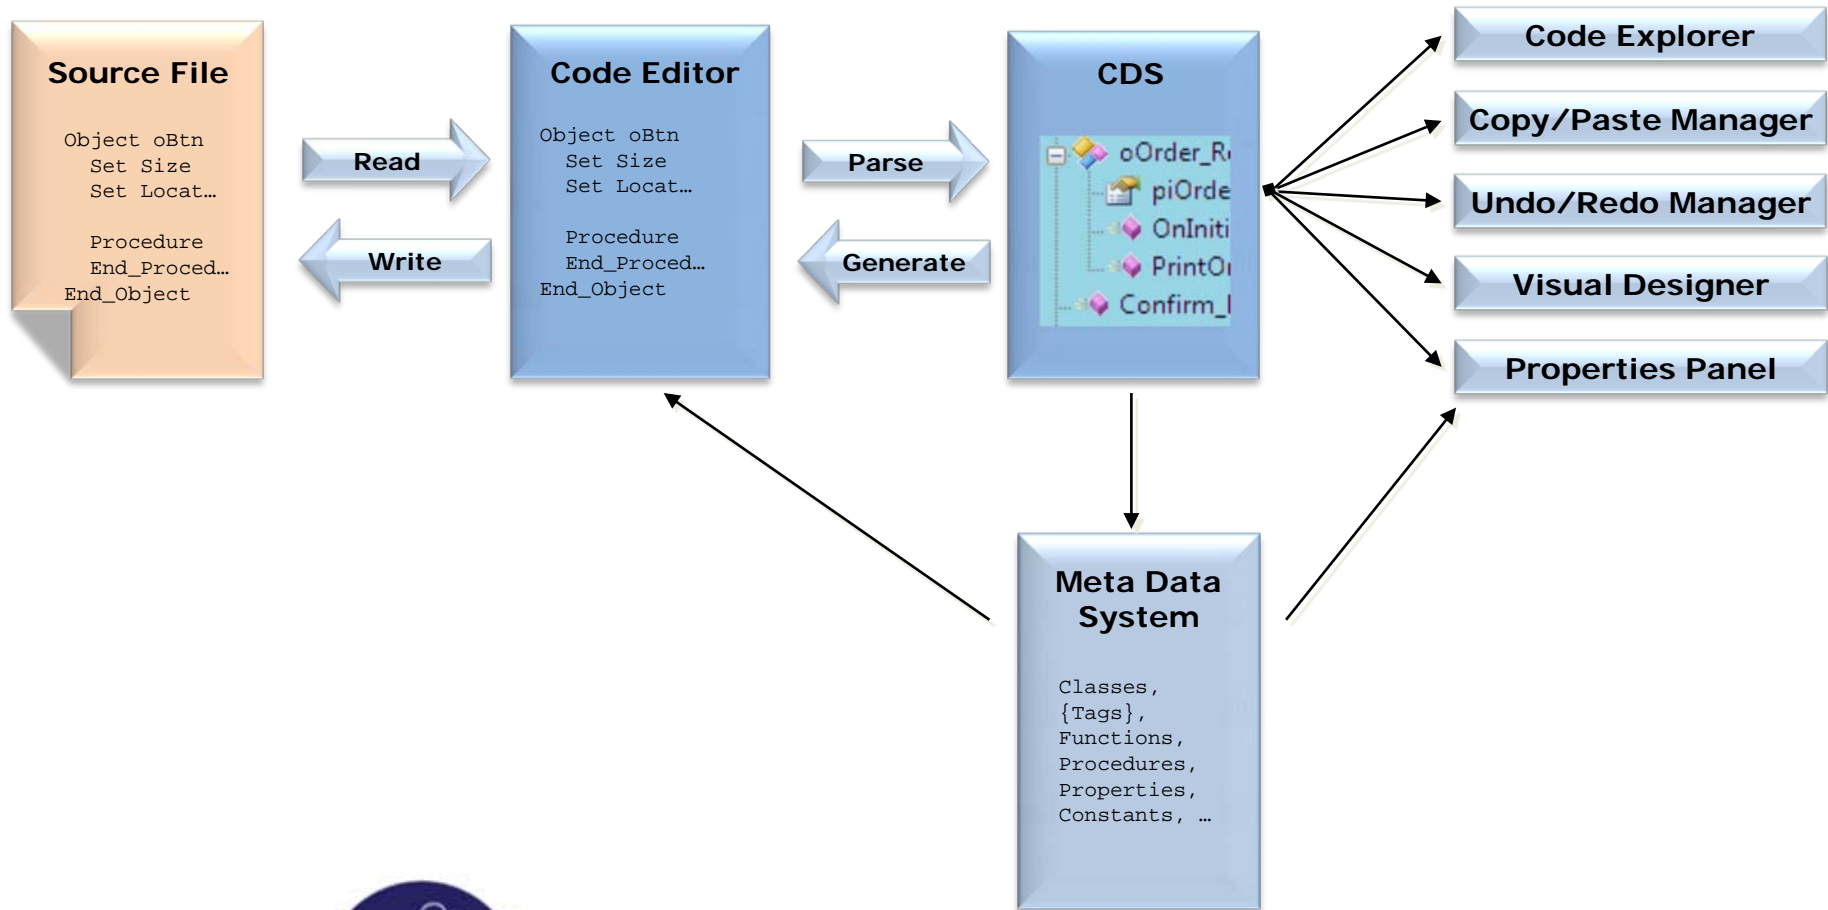 Source File
Object oBtn
Set Size
Set Locat…
Procedure
End_Proced…
End_Object
Read
Write
Code Editor
Object oBtn
Set Size
Set Locat…
Procedure
End_Proced…
End_Object
Parse
Generate
CDS
oOrder_R
piOrde
OnIniti
PrintO
Confirm_
Code Explorer
Copy/Paste Manager
Undo/Redo Manager
Visual Designer
Properties Panel
Meta Data
System
Classes,
{Tags},
Functions,
Procedures,
Properties,
Constants, …